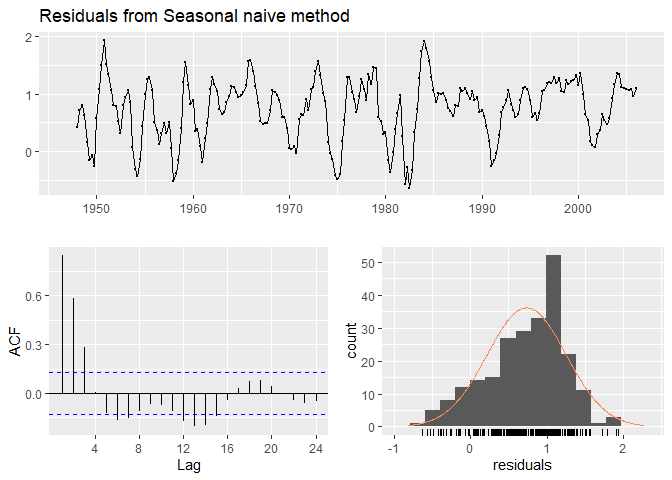 Residuals from Seasonal naive method
2
1
0
1950 1960 1970 1980 1990 2000
ACF
0.6
0.3
0.0
4 8 12 16 20 24
Lag
count
50
40
30
20
10
0
-1 0 1 2
residuals